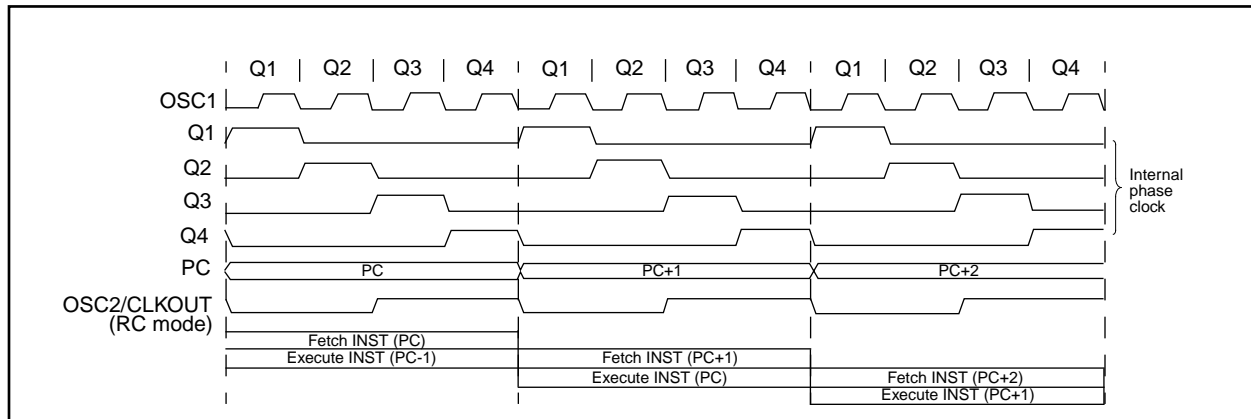 Q1 Q2 Q3 Q4 Q1 Q2 Q3 Q4 Q1 Q2 Q3 Q4
OSC1
Q1
Q2
Q3
Q4
Internal
phase
clock
PC
PC PC+1 PC+2
OSC2/CLKOUT
(RC mode)
Fetch INST (PC)
Execute INST (PC-1) Fetch INST (PC+1)
Execute INST (PC) Fetch INST (PC+2)
Execute INST (PC+1)